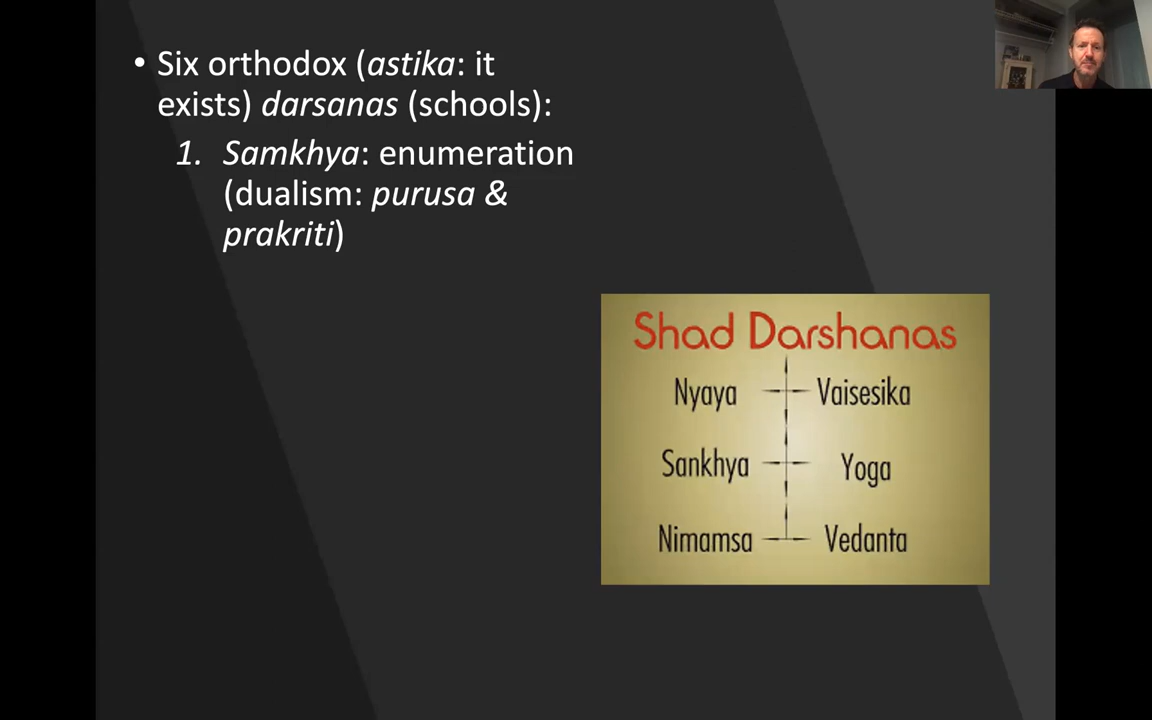 • Six orthodox (astika: it
exists) darsanas (schools):
1. Samkhya: enumeration
(dualism: purusa &
prakriti)
Shad Darshanas
Nyaya Vaisesika
Sankhya Yoga
Nimamsa Vedanta